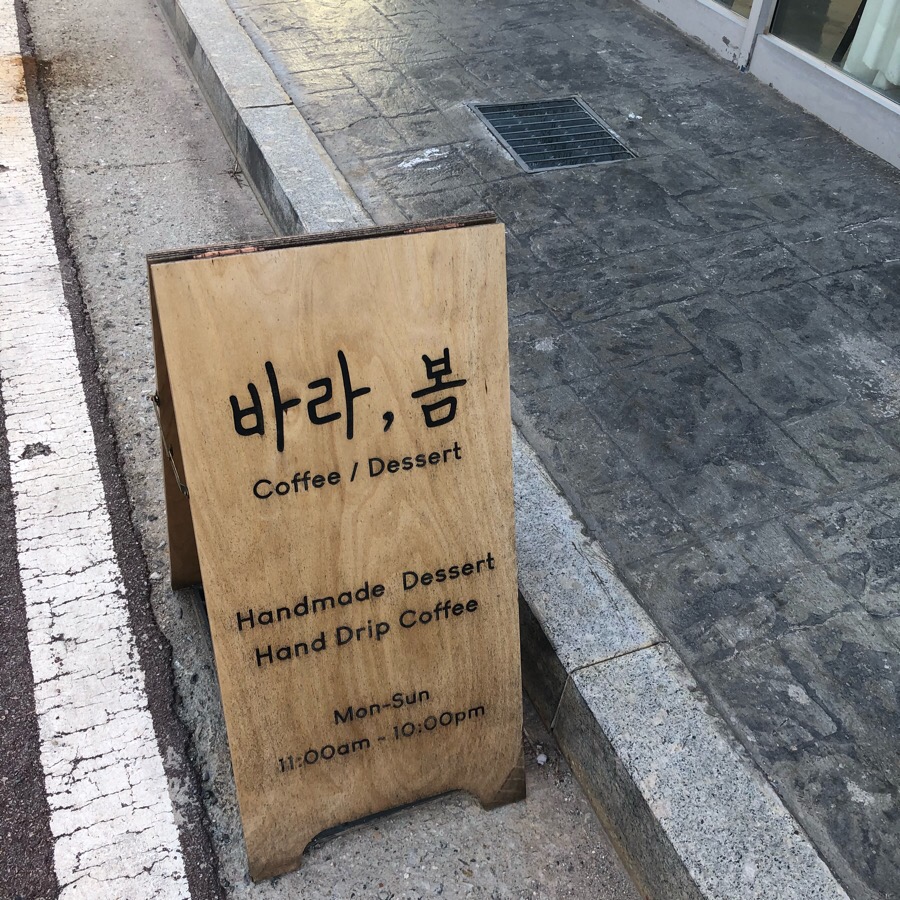 바라, 봄
Coffee / Dessert
Handmade Dessert
Hand Drip Coffee
Mon-Sun
11:00am - 10:00pm